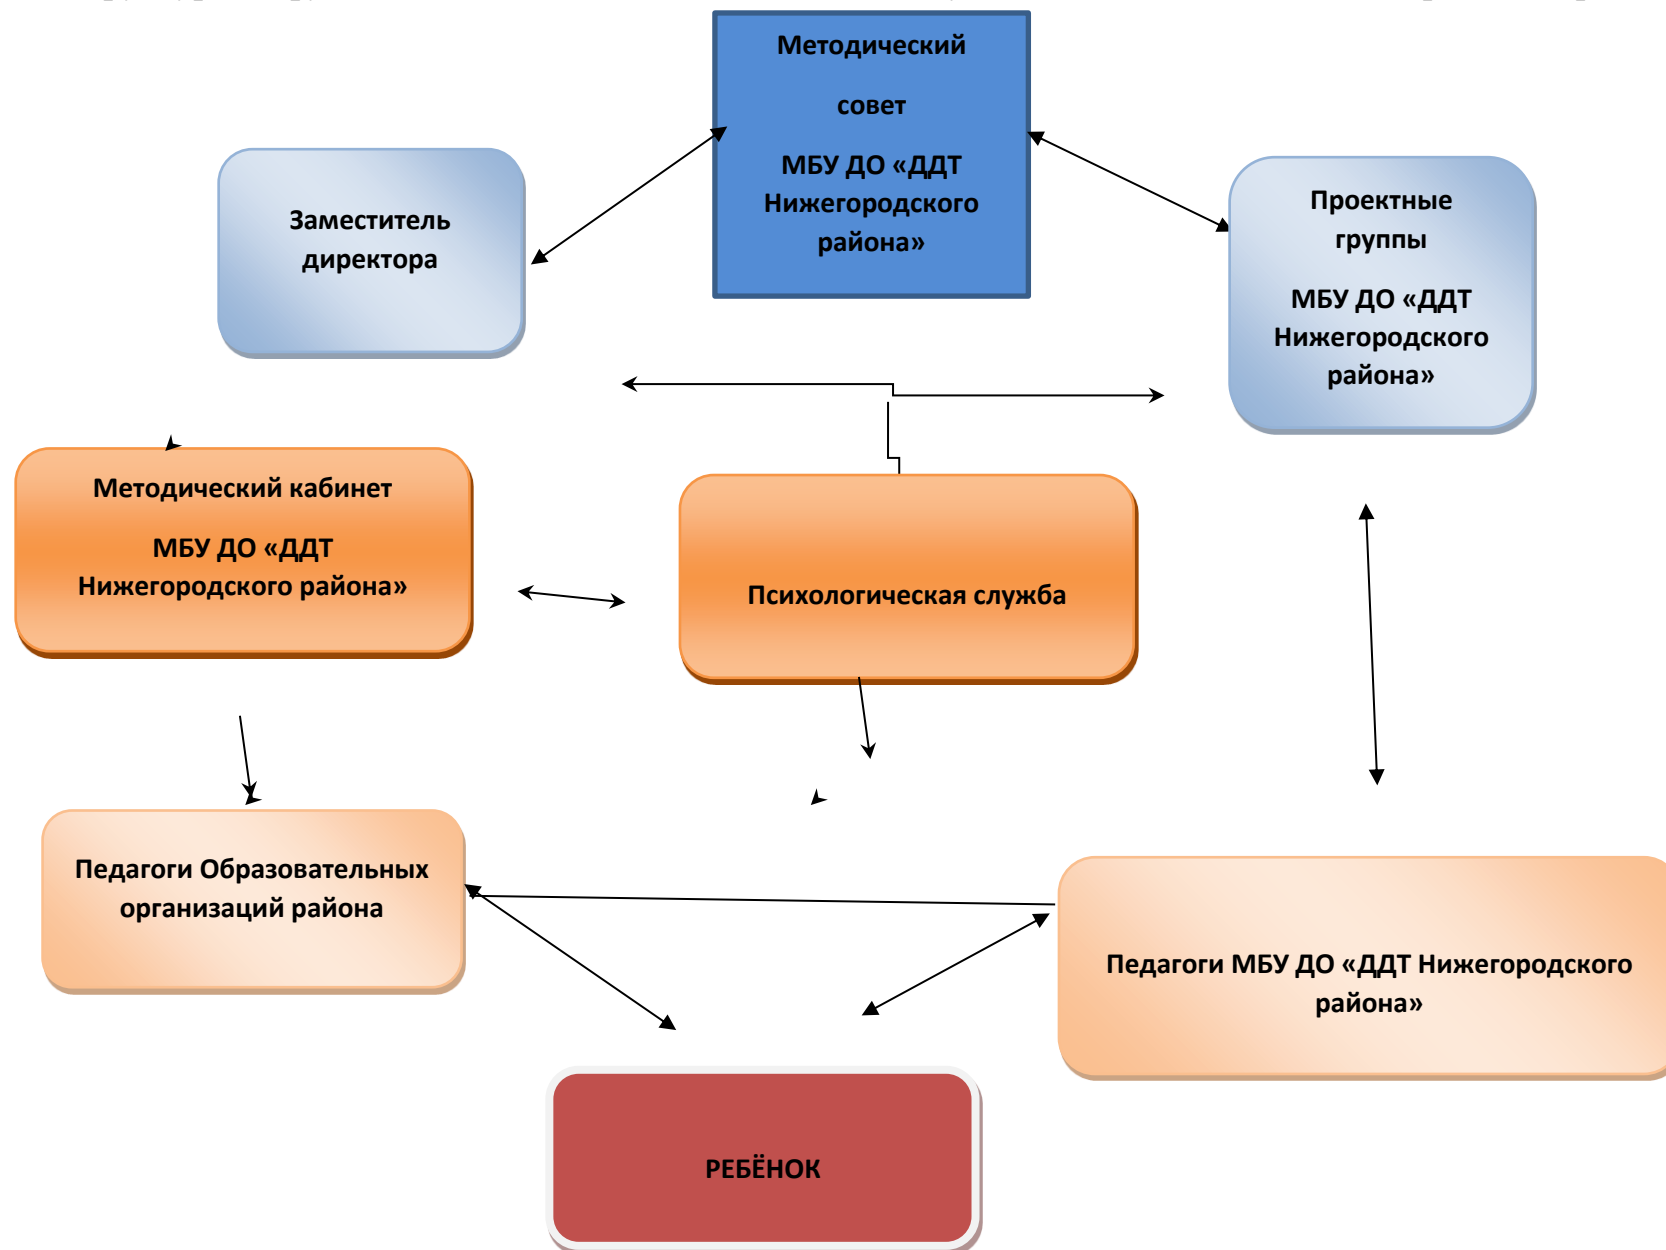 Методический
совет
МБУ ДО «ДДТ
Нижегородского
района»
Заместитель
директора
Проектные
группы
МБУ ДО «ДДТ
Нижегородского
района»
Методический кабинет
МБУ ДО «ДДТ
Нижегородского района»
Психологическая служба
Педагоги Образовательных
организаций района
Педагоги МБУ ДО «ДДТ Нижегородского
района»
РЕБЁНОК